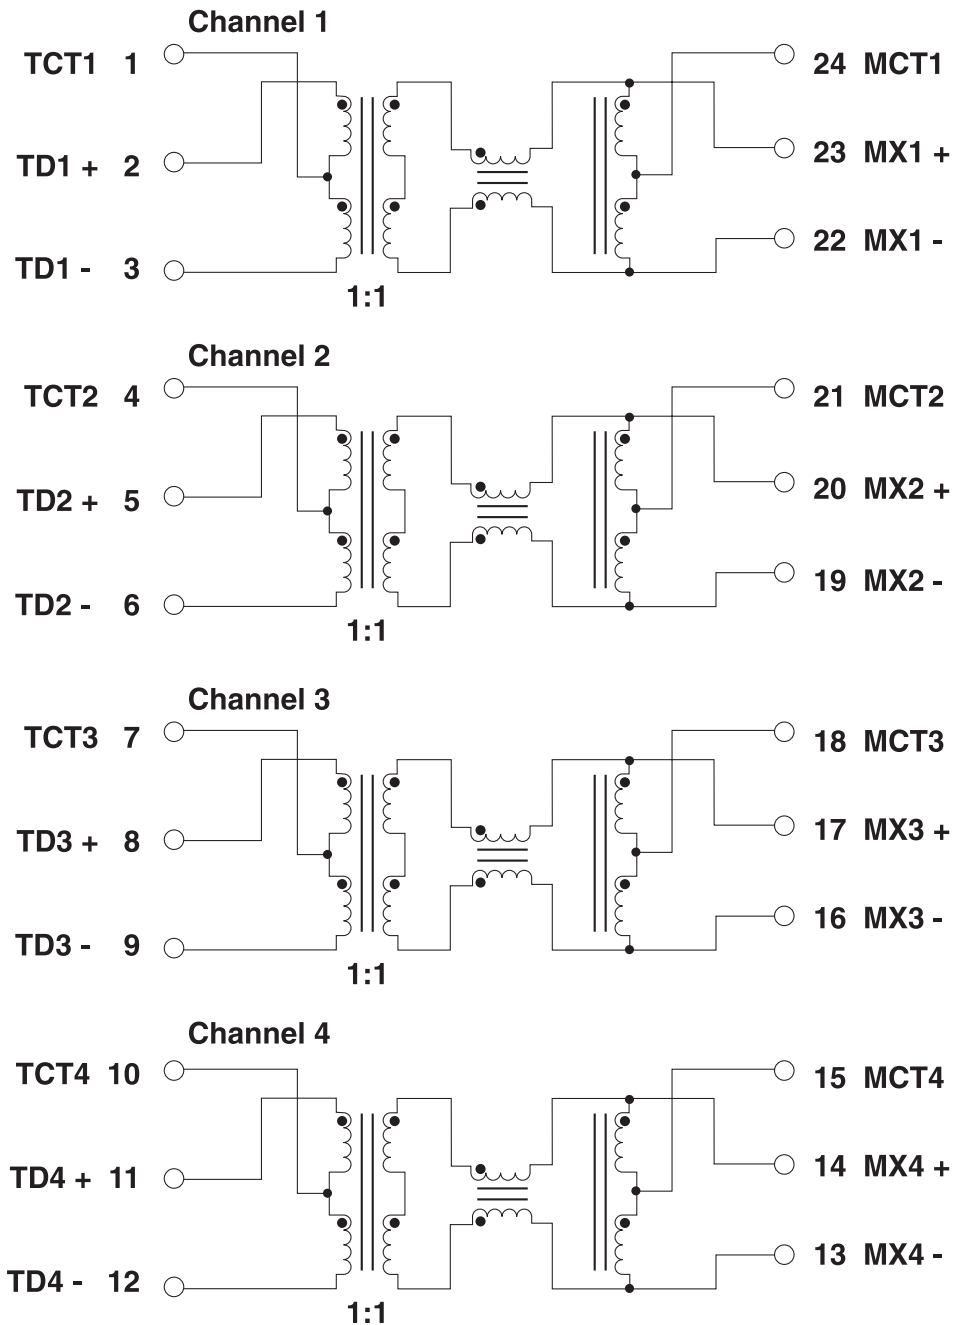 Channel 1
TCT1 1
24 MCT1
TD1 + 2
23 MX1 +
22 MX1 -
TD1 - 3
1:1
Channel 2
TCT2 4
21 MCT2
TD2 + 5
20 MX2 +
19 MX2 -
TD2 - 6
1:1
Channel 3
TCT3 7
18 MCT3
TD3 + 8
17 MX3 +
16 MX3 -
TD3 - 9
1:1
Channel 4
TCT4 10
15 MCT4
TD4 + 11
14 MX4 +
13 MX4 -
TD4 - 12
1:1